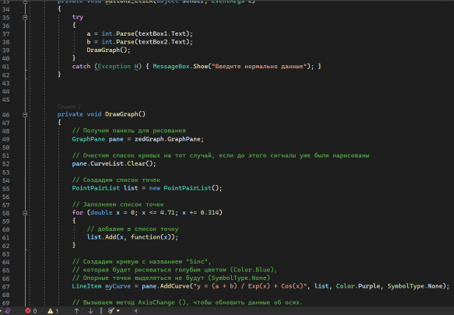 33 private void button1_Click(object sender, EventArgs e)
34 {
35 try
36 {
37 a = int.Parse(textBox1.Text);
38 b = int.Parse(textBox2.Text);
39 DrawGraph();
40 }
41 catch (Exception H) { MessageBox.Show("Введите нормально данные"); }
42 }
43
44
45
46 private void DrawGraph()
47 {
48 // Получим панель для рисования
49 GraphPane pane = zedGraph.GraphPane;
50
51 // Очистим список кривых на тот случай, если до этого сигналы уже были нарисованы
52 pane.CurveList.Clear();
53
54 // Создадим список точек
55 PointPairList list = new PointPairList();
56
57 // Заполняем список точек
58 for (double x = 0; x <= 4.71; x += 0.314)
59 {
60 // добавим в список точку
61 list.Add(x, function(x));
62 }
63
64 // Создадим кривую с названием "Sinc",
65 // которая будет рисоваться голубым цветом (Color.Blue),
66 // Опорные точки выделяться не будут (SymbolType.None)
67 LineItem myCurve = pane.AddCurve("y = (a + b) / Exp(x) + Cos(x)", list, Color.Purple, SymbolType.None);
68
69 // Вызываем метод AxisChange (), чтобы обновить данные об осях.
0 1